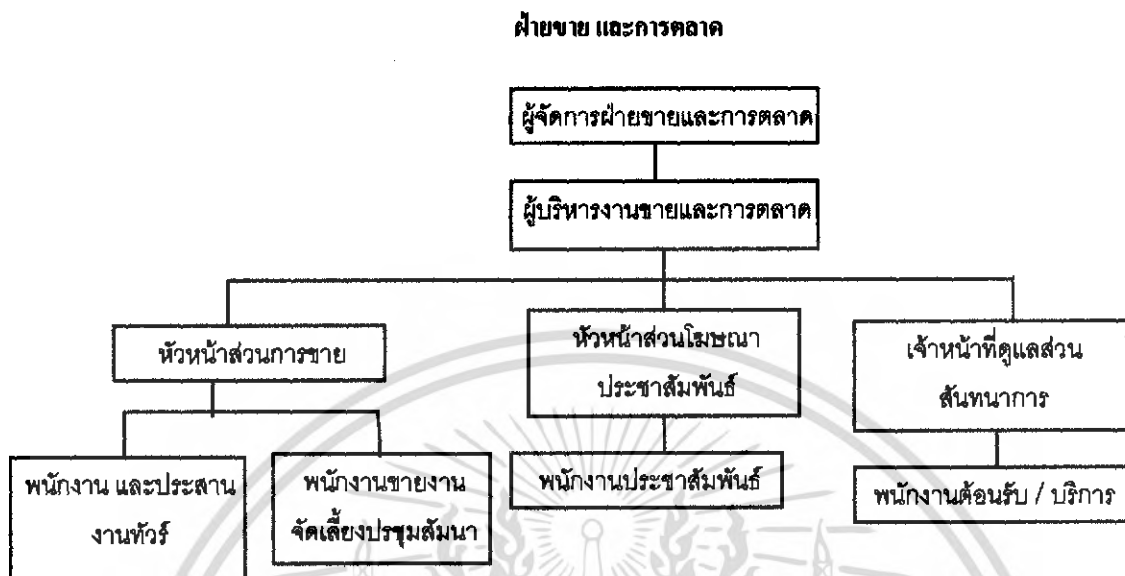 ฝ่ายขาย และการตลาด
ผู้จัดการฝ่ายขายและการตลาด
ผู้บริหารงานขายและการตลาด
หัวหน้าส่วนการขาย
หัวหน้าส่วนโฆษณา
ประชาสัมพันธ์
เจ้าหน้าที่ดูแลส่วน
สันทนาการ
พนักงาน และประสาน
งานทัวร์
พนักงานขายงาน
จัดเลี้ยงประชุมสัมนา
พนักงานประชาสัมพันธ์
พนักงานต้อนรับ / บริการ